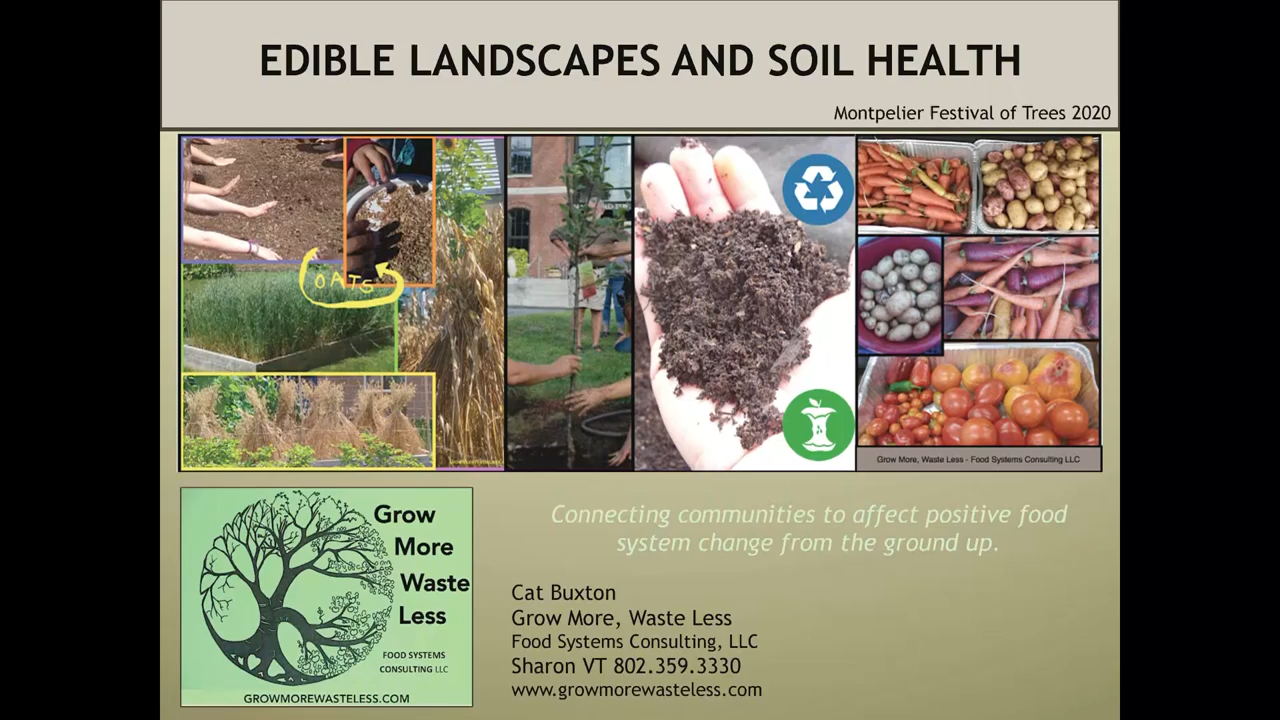 EDIBLE LANDSCAPES AND SOIL HEALTH
Montpelier Festival of Trees 2020
OATS
Grow More, Waste Less - Food Systems Consulting LLC
Grow
More
Waste
Less
FOOD SYSTEMS
CONSULTING LLC
GROWMOREWASTELESS.COM
Connecting communities to affect positive food
system change from the ground up.
Cat Buxton
Grow More, Waste Less
Food Systems Consulting, LLC
Sharon VT 802.359.3330
www.growmorewasteless.com